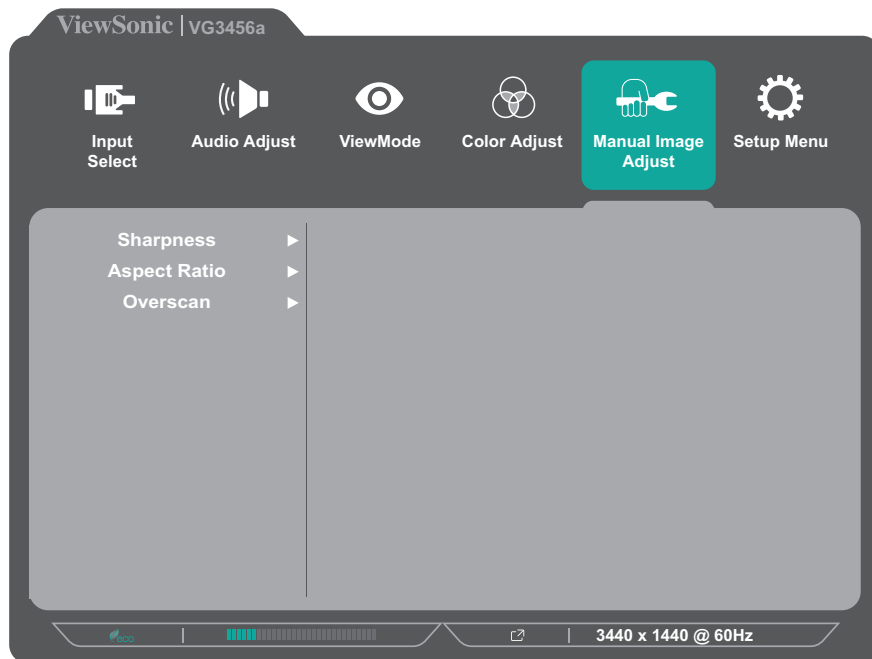 ViewSonic | VG3456a
Input Select
Audio Adjust
ViewMode
Color Adjust
Manual Image Adjust
Setup Menu
Sharpness
Aspect Ratio
Overscan
eco
3440 x 1440 @ 60Hz